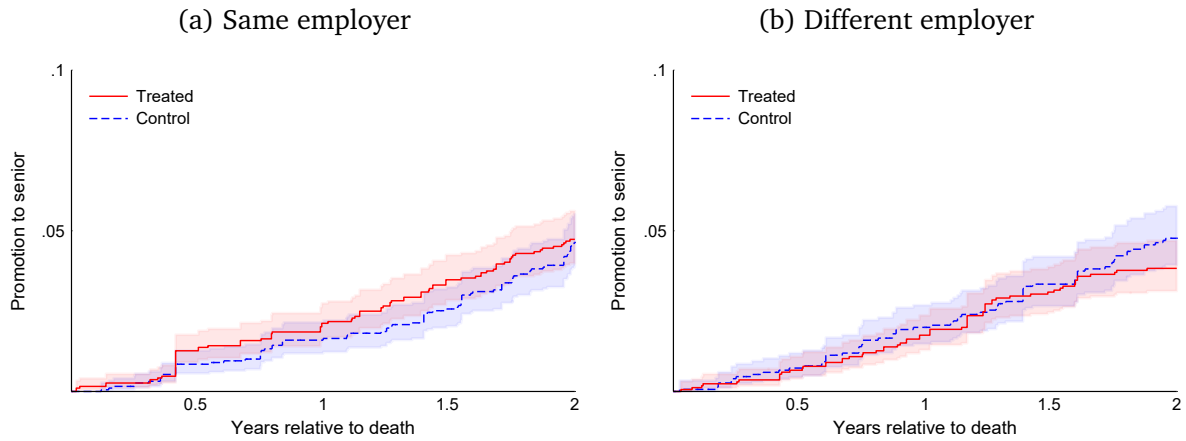 (a) Same employer
.1
Treated
Control
.05
Promotion to senior
0.5 1 1.5 2
Years relative to death
(b) Different employer
.1
Treated
Control
.05
Promotion to senior
0.5 1 1.5 2
Years relative to death